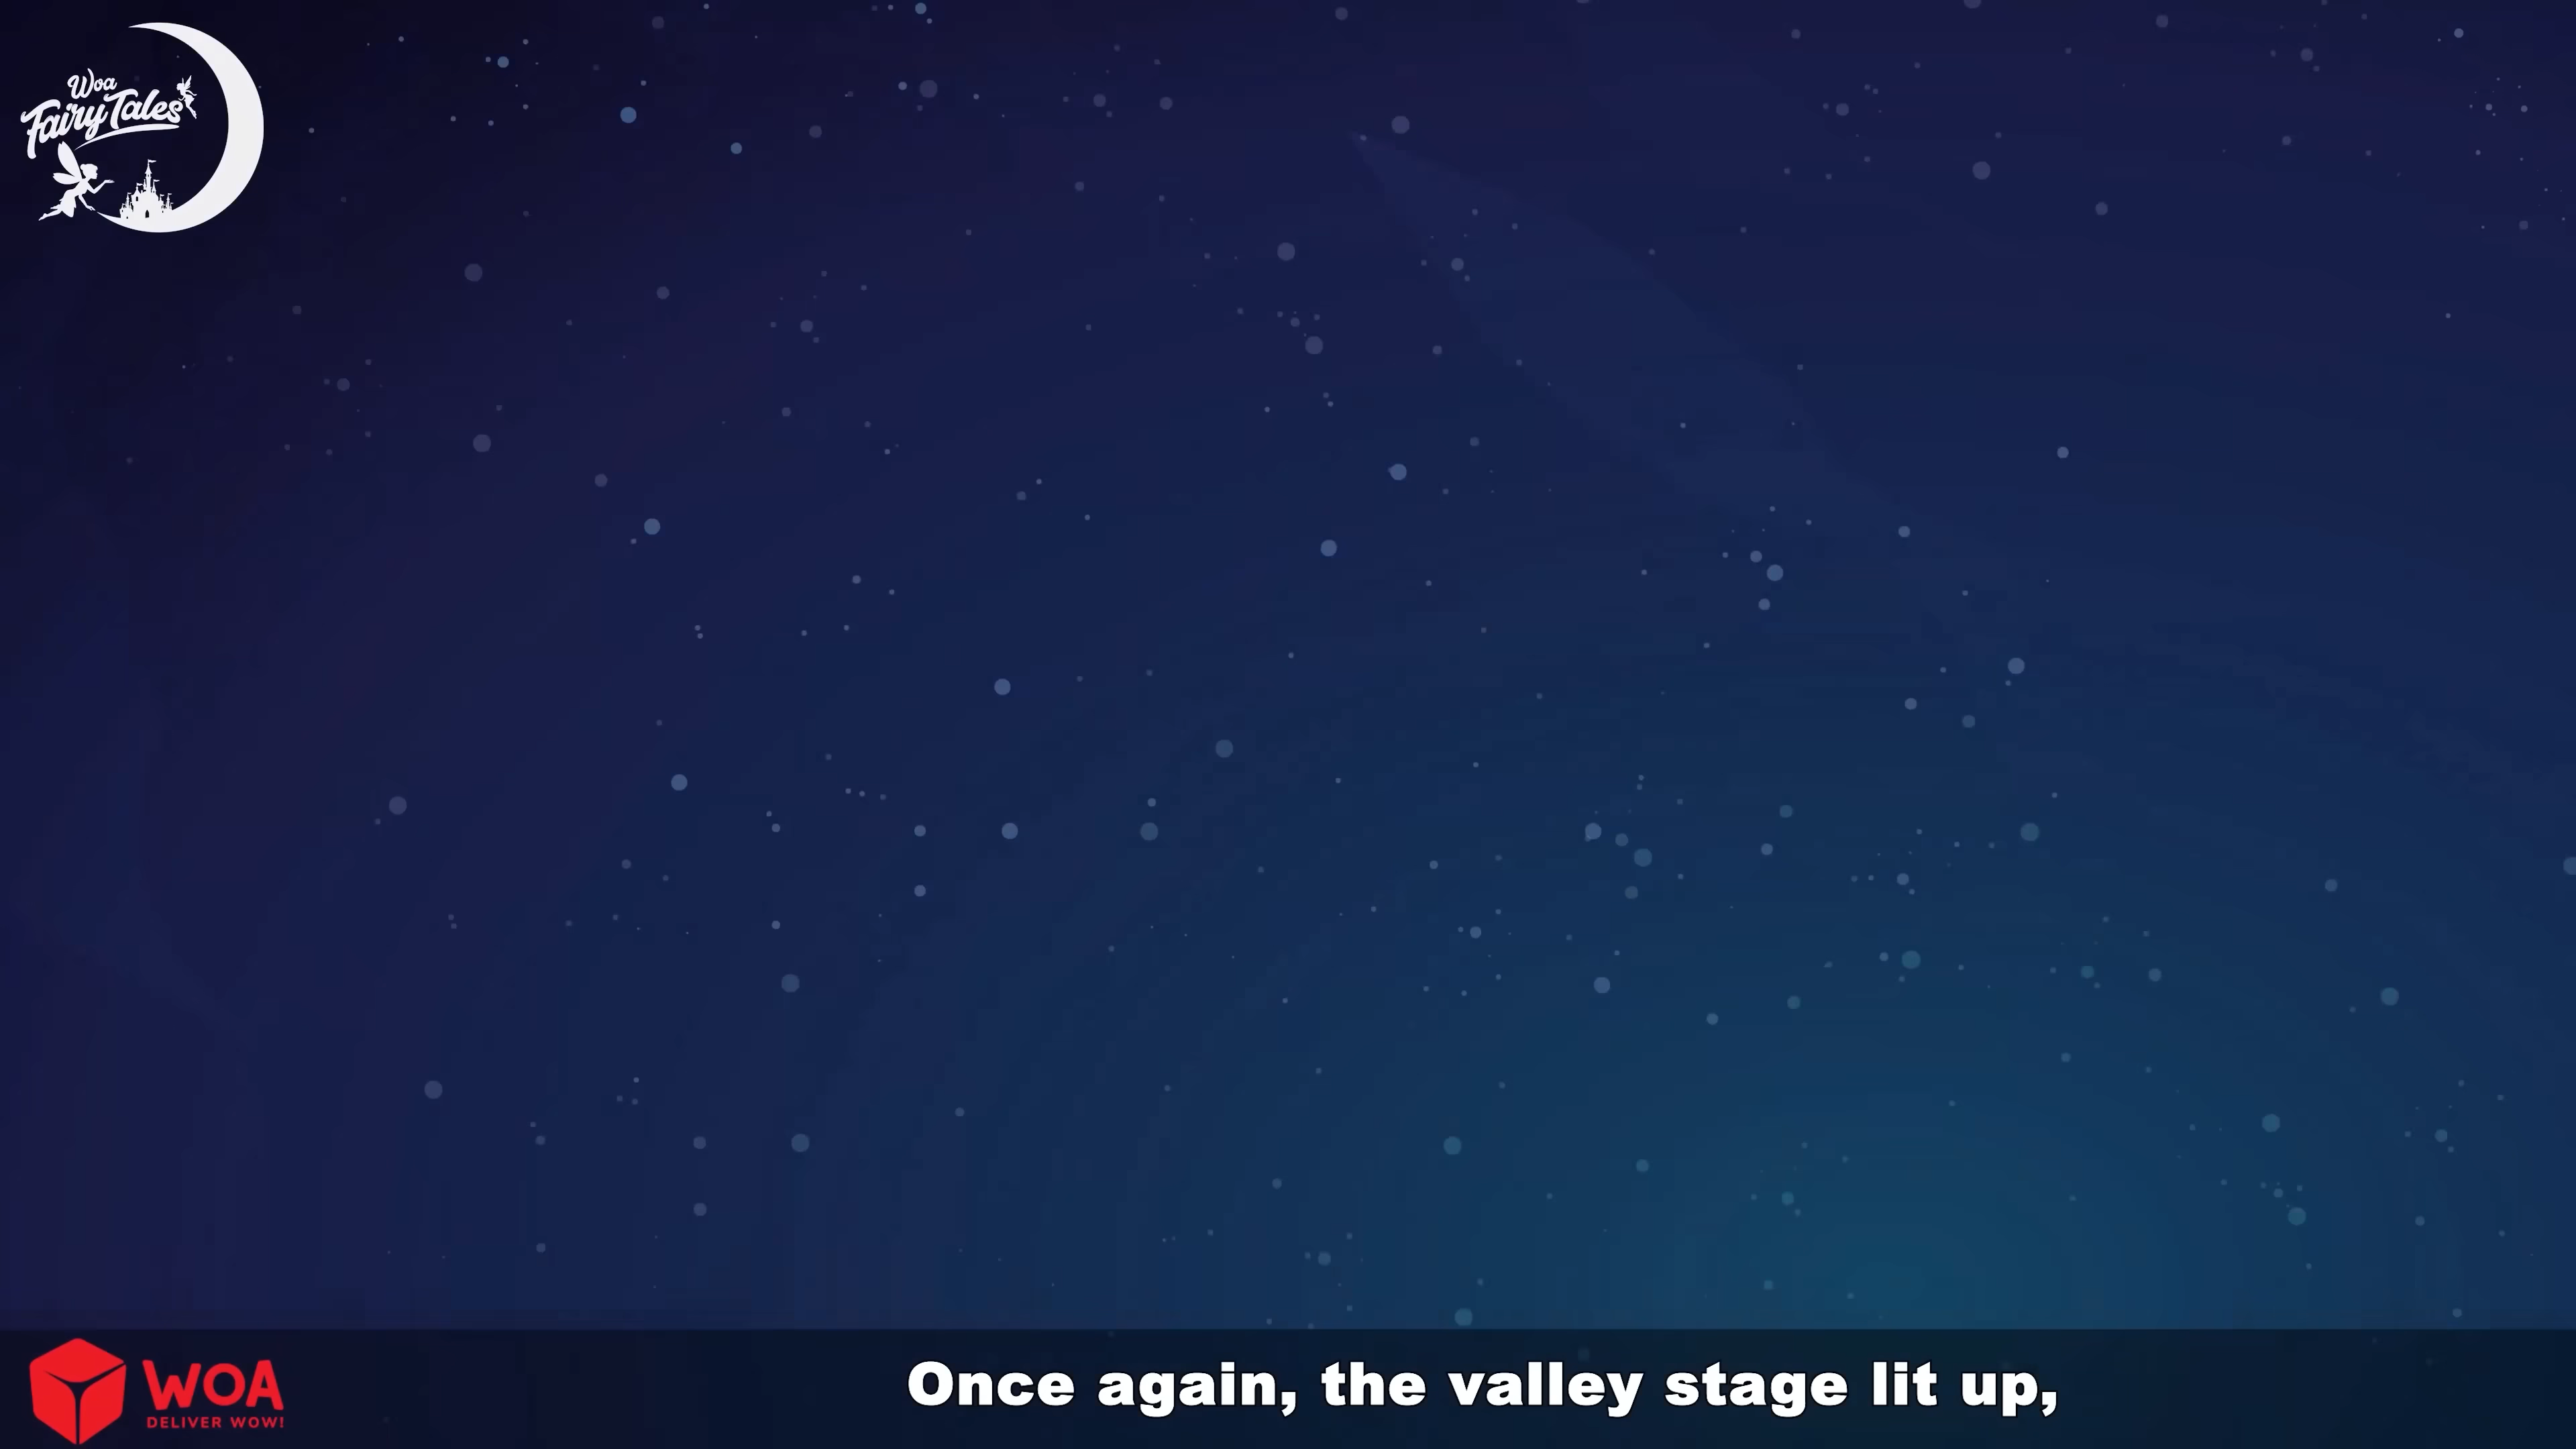 Woa
Fairy Tales
WOA
DELIVER WOW!
Once again, the valley stage lit up,